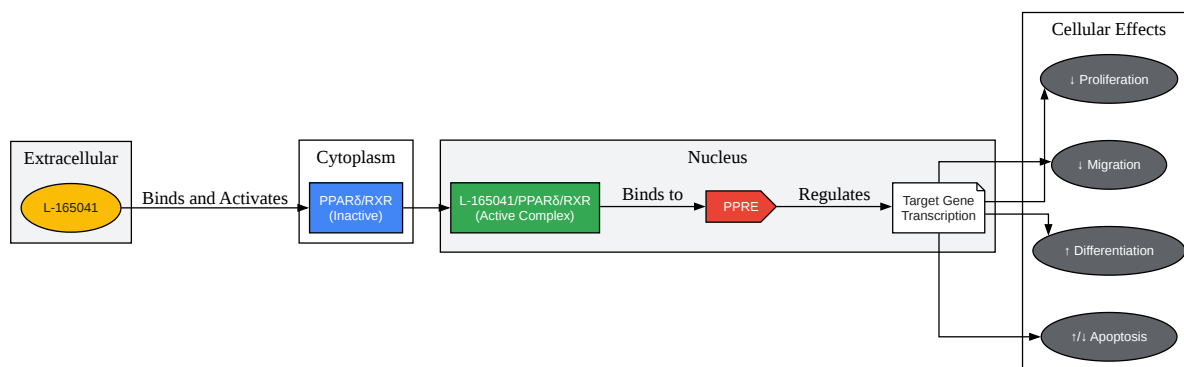 Extracellular
L-165041
Binds and Activates
Cytoplasm
PPARδ/RXR
(Inactive)
Nucleus
L-165041/PPARδ/RXR
(Active Complex)
Binds to
PPRE
Regulates
Target Gene
Transcription
Cellular Effects
↓ Proliferation
↓ Migration
↑ Differentiation
↑/↓ Apoptosis